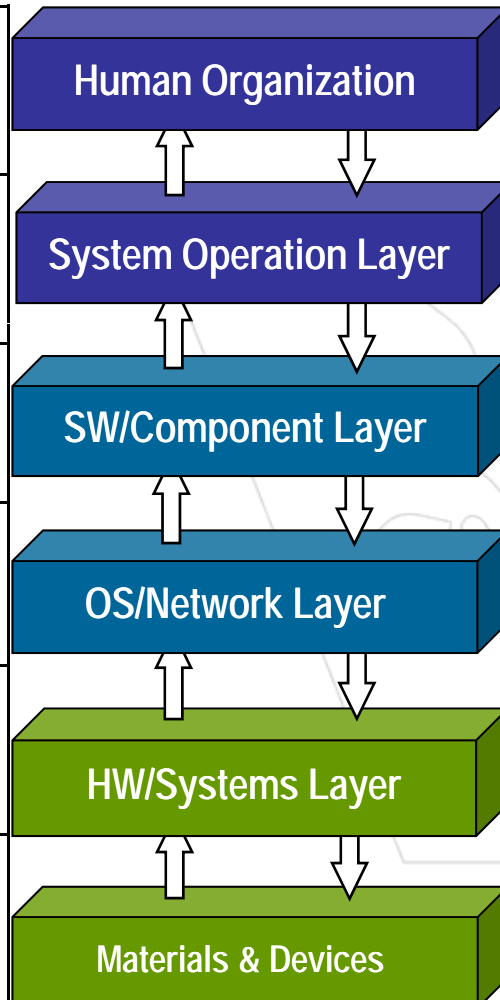 Human Organization
System Operation Layer
SW/Component Layer
OS/Network Layer
HW/Systems Layer
Materials & Devices